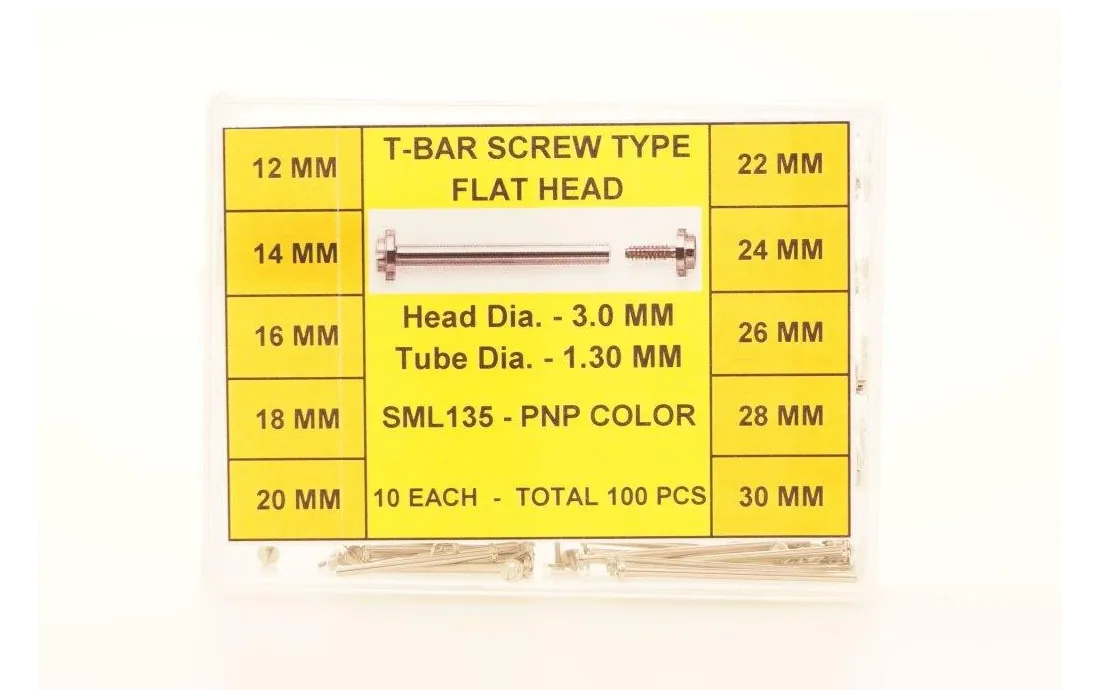 12 MM
14 MM
16 MM
18 MM
20 MM
T-BAR SCREW TYPE
FLAT HEAD
Head Dia. - 3.0 MM
Tube Dia. - 1.30 MM
SML135 - PNP COLOR
10 EACH - TOTAL 100 PCS
22 MM
24 MM
26 MM
28 MM
30 MM